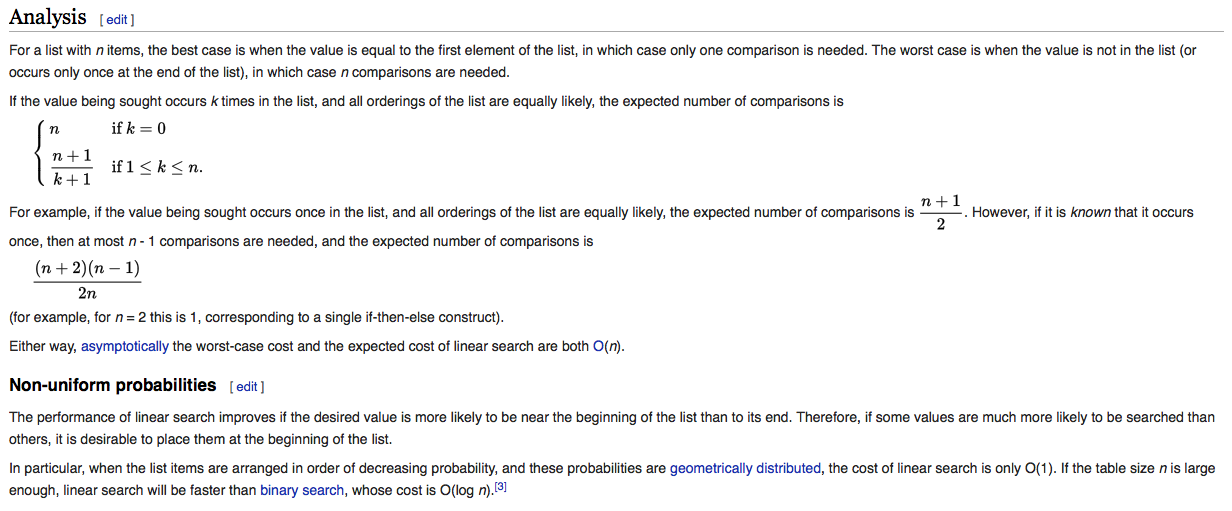 Analysis [ edit ]
For a list with n items, the best case is when the value is equal to the first element of the list, in which case only one comparison is needed. The worst case is when the value is not in the list (or
occurs only once at the end of the list), in which case n comparisons are needed.
If the value being sought occurs k times in the list, and all orderings of the list are equally likely, the expected number of comparisons is
{ n if k = 0
(n + 1)/(k + 1) if 1 ≤ k ≤ n.
For example, if the value being sought occurs once in the list, and all orderings of the list are equally likely, the expected number of comparisons is (n + 1)/2. However, if it is known that it occurs
once, then at most n - 1 comparisons are needed, and the expected number of comparisons is
(n + 2)(n − 1)
2n
(for example, for n = 2 this is 1, corresponding to a single if-then-else construct).
Either way, asymptotically the worst-case cost and the expected cost of linear search are both O(n).
Non-uniform probabilities [ edit ]
The performance of linear search improves if the desired value is more likely to be near the beginning of the list than to its end. Therefore, if some values are much more likely to be searched than
others, it is desirable to place them at the beginning of the list.
In particular, when the list items are arranged in order of decreasing probability, and these probabilities are geometrically distributed, the cost of linear search is only O(1). If the table size n is large
enough, linear search will be faster than binary search, whose cost is O(log n).[3]